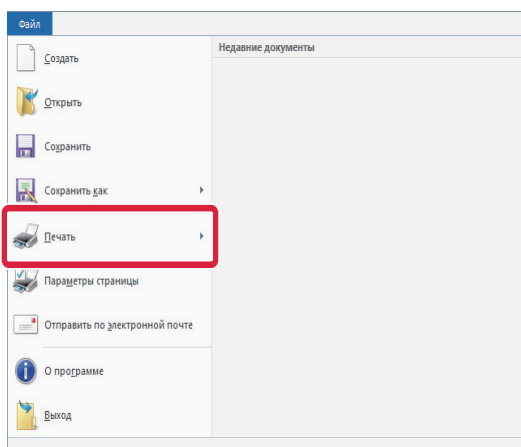 Файл
Недавние документы
Создать
Открыть
Сохранить
Сохранить как
Печать
Параметры страницы
Отправить по электронной почте
О программе
Выход